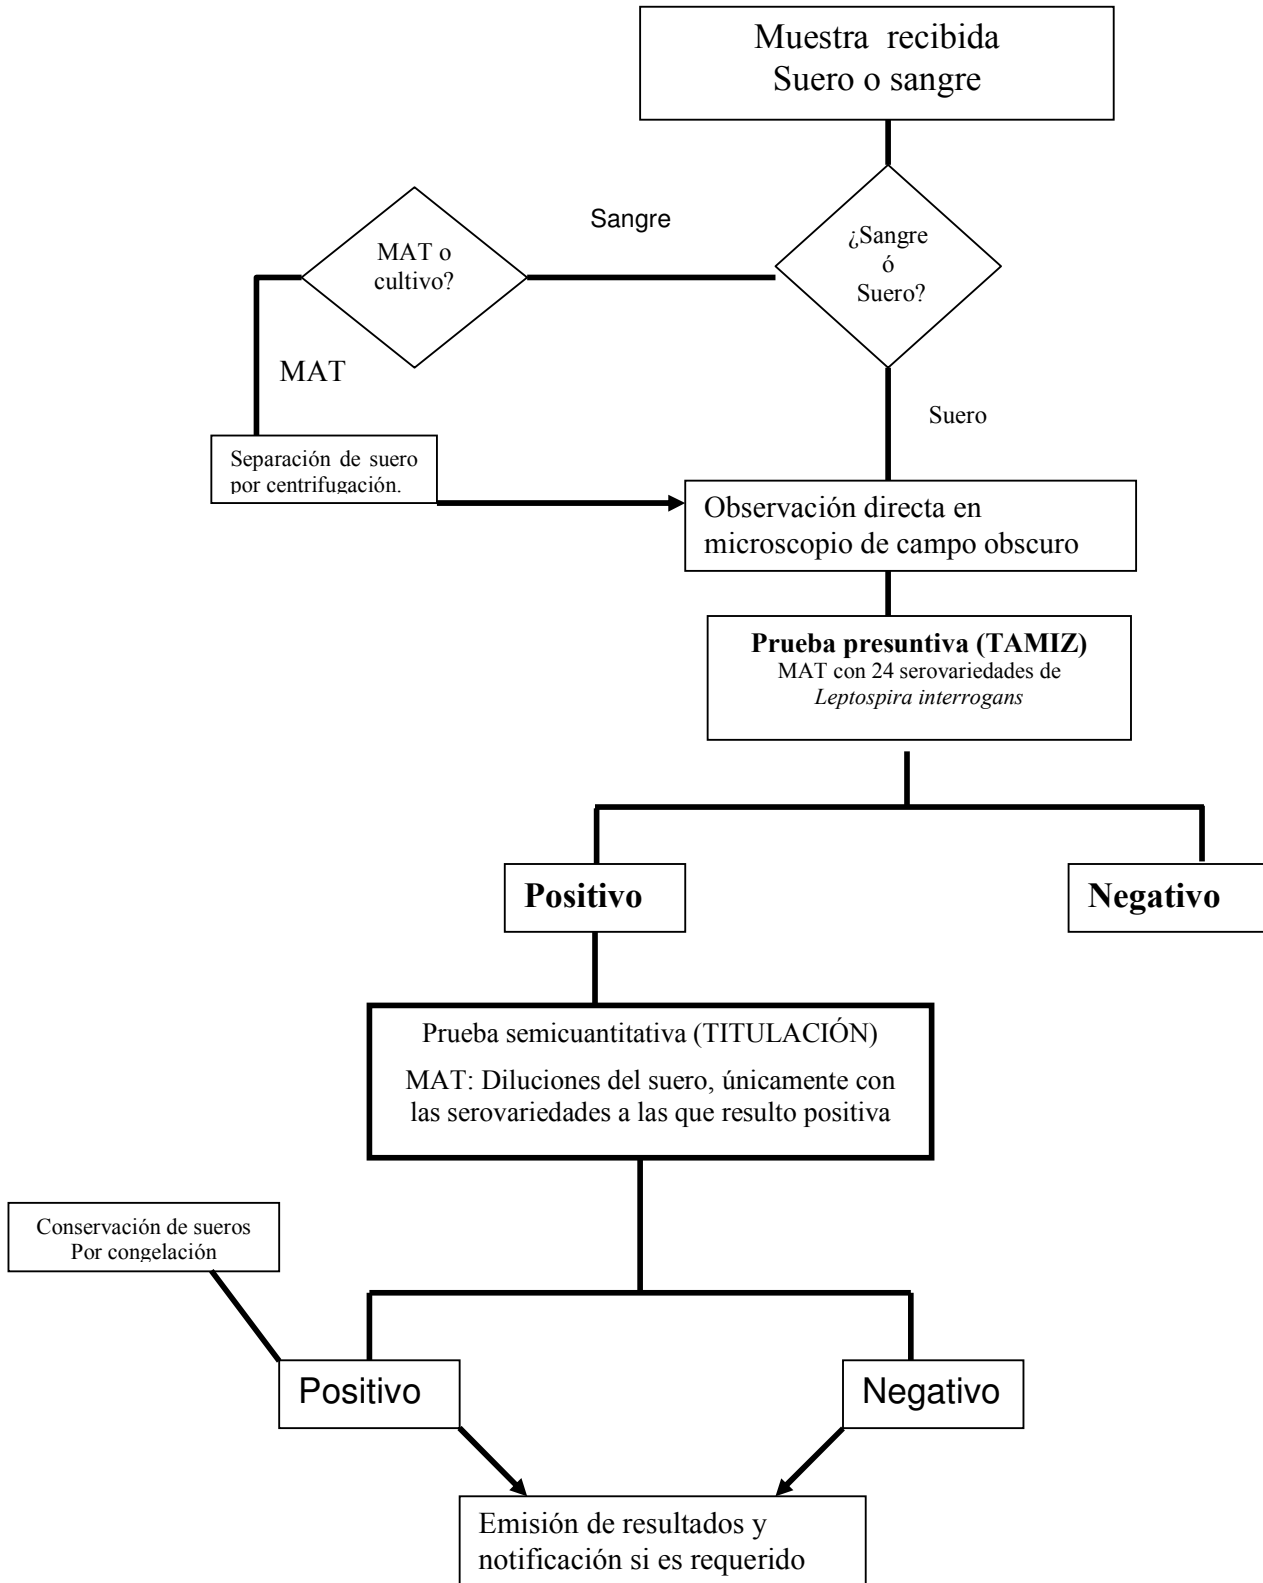 Muestra recibida
Suero o sangre
Sangre
¿Sangre
ó
Suero?
MAT o
cultivo?
MAT
Suero
Separación de suero
por centrifugación.
Observación directa en
microscopio de campo obscuro
Prueba presuntiva (TAMIZ)
MAT con 24 serovariedades de
Leptospira interrogans
Positivo
Negativo
Prueba semicuantitativa (TITULACIÓN)
MAT: Diluciones del suero, únicamente con
las serovariedades a las que resulto positiva
Conservación de sueros
Por congelación
Positivo
Negativo
Emisión de resultados y
notificación si es requerido